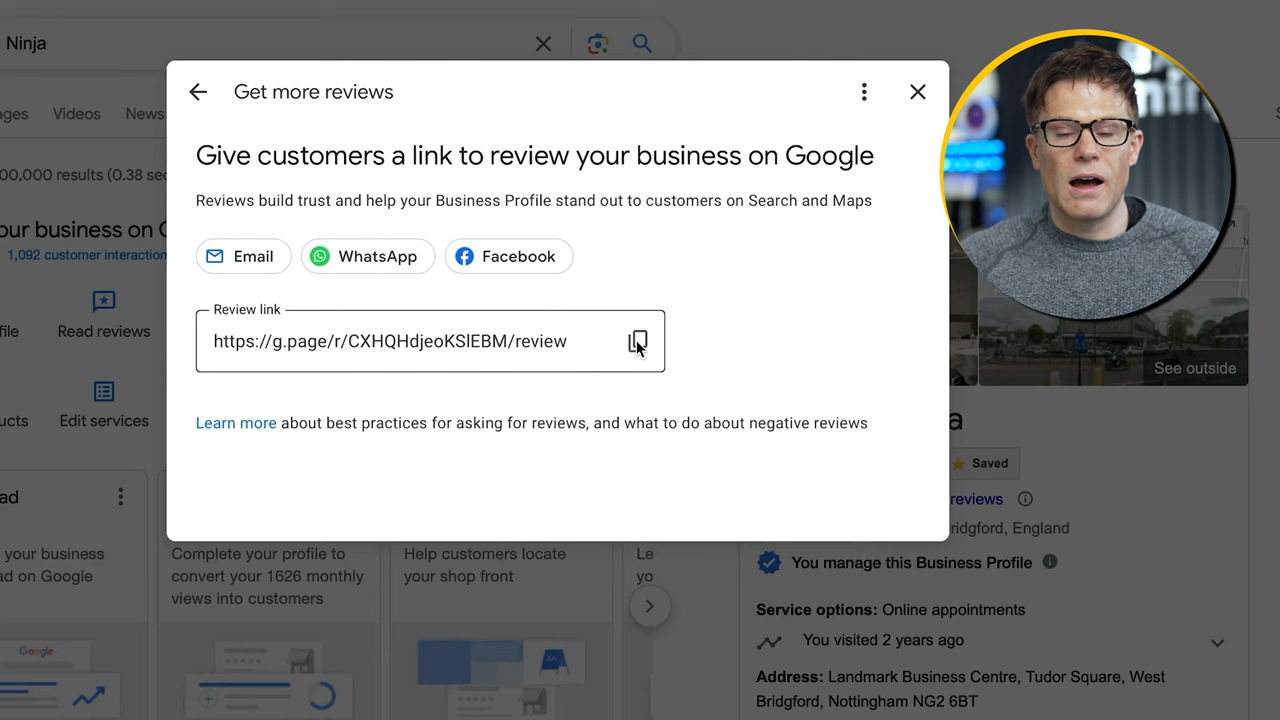 Ninja
ges Videos News
00,000 results (0.38 sec
Get more reviews
Give customers a link to review your business on Google
Reviews build trust and help your Business Profile stand out to customers on Search and Maps
Email WhatsApp Facebook
Review link
https://g.page/r/CXHQHdjeoKSlEBM/review
Learn more about best practices for asking for reviews, and what to do about negative reviews
our business on G
1,092 customer interaction
file Read reviews
ucts Edit services
ad
your business
ad on Google
Complete your profile to
convert your 1626 monthly
views into customers
Help customers locate
your shop front
Le
yo
Google
See outside
a
Saved
reviews
ridgford, England
You manage this Business Profile
Service options: Online appointments
You visited 2 years ago
Address: Landmark Business Centre, Tudor Square, West
Bridgford, Nottingham NG2 6BT